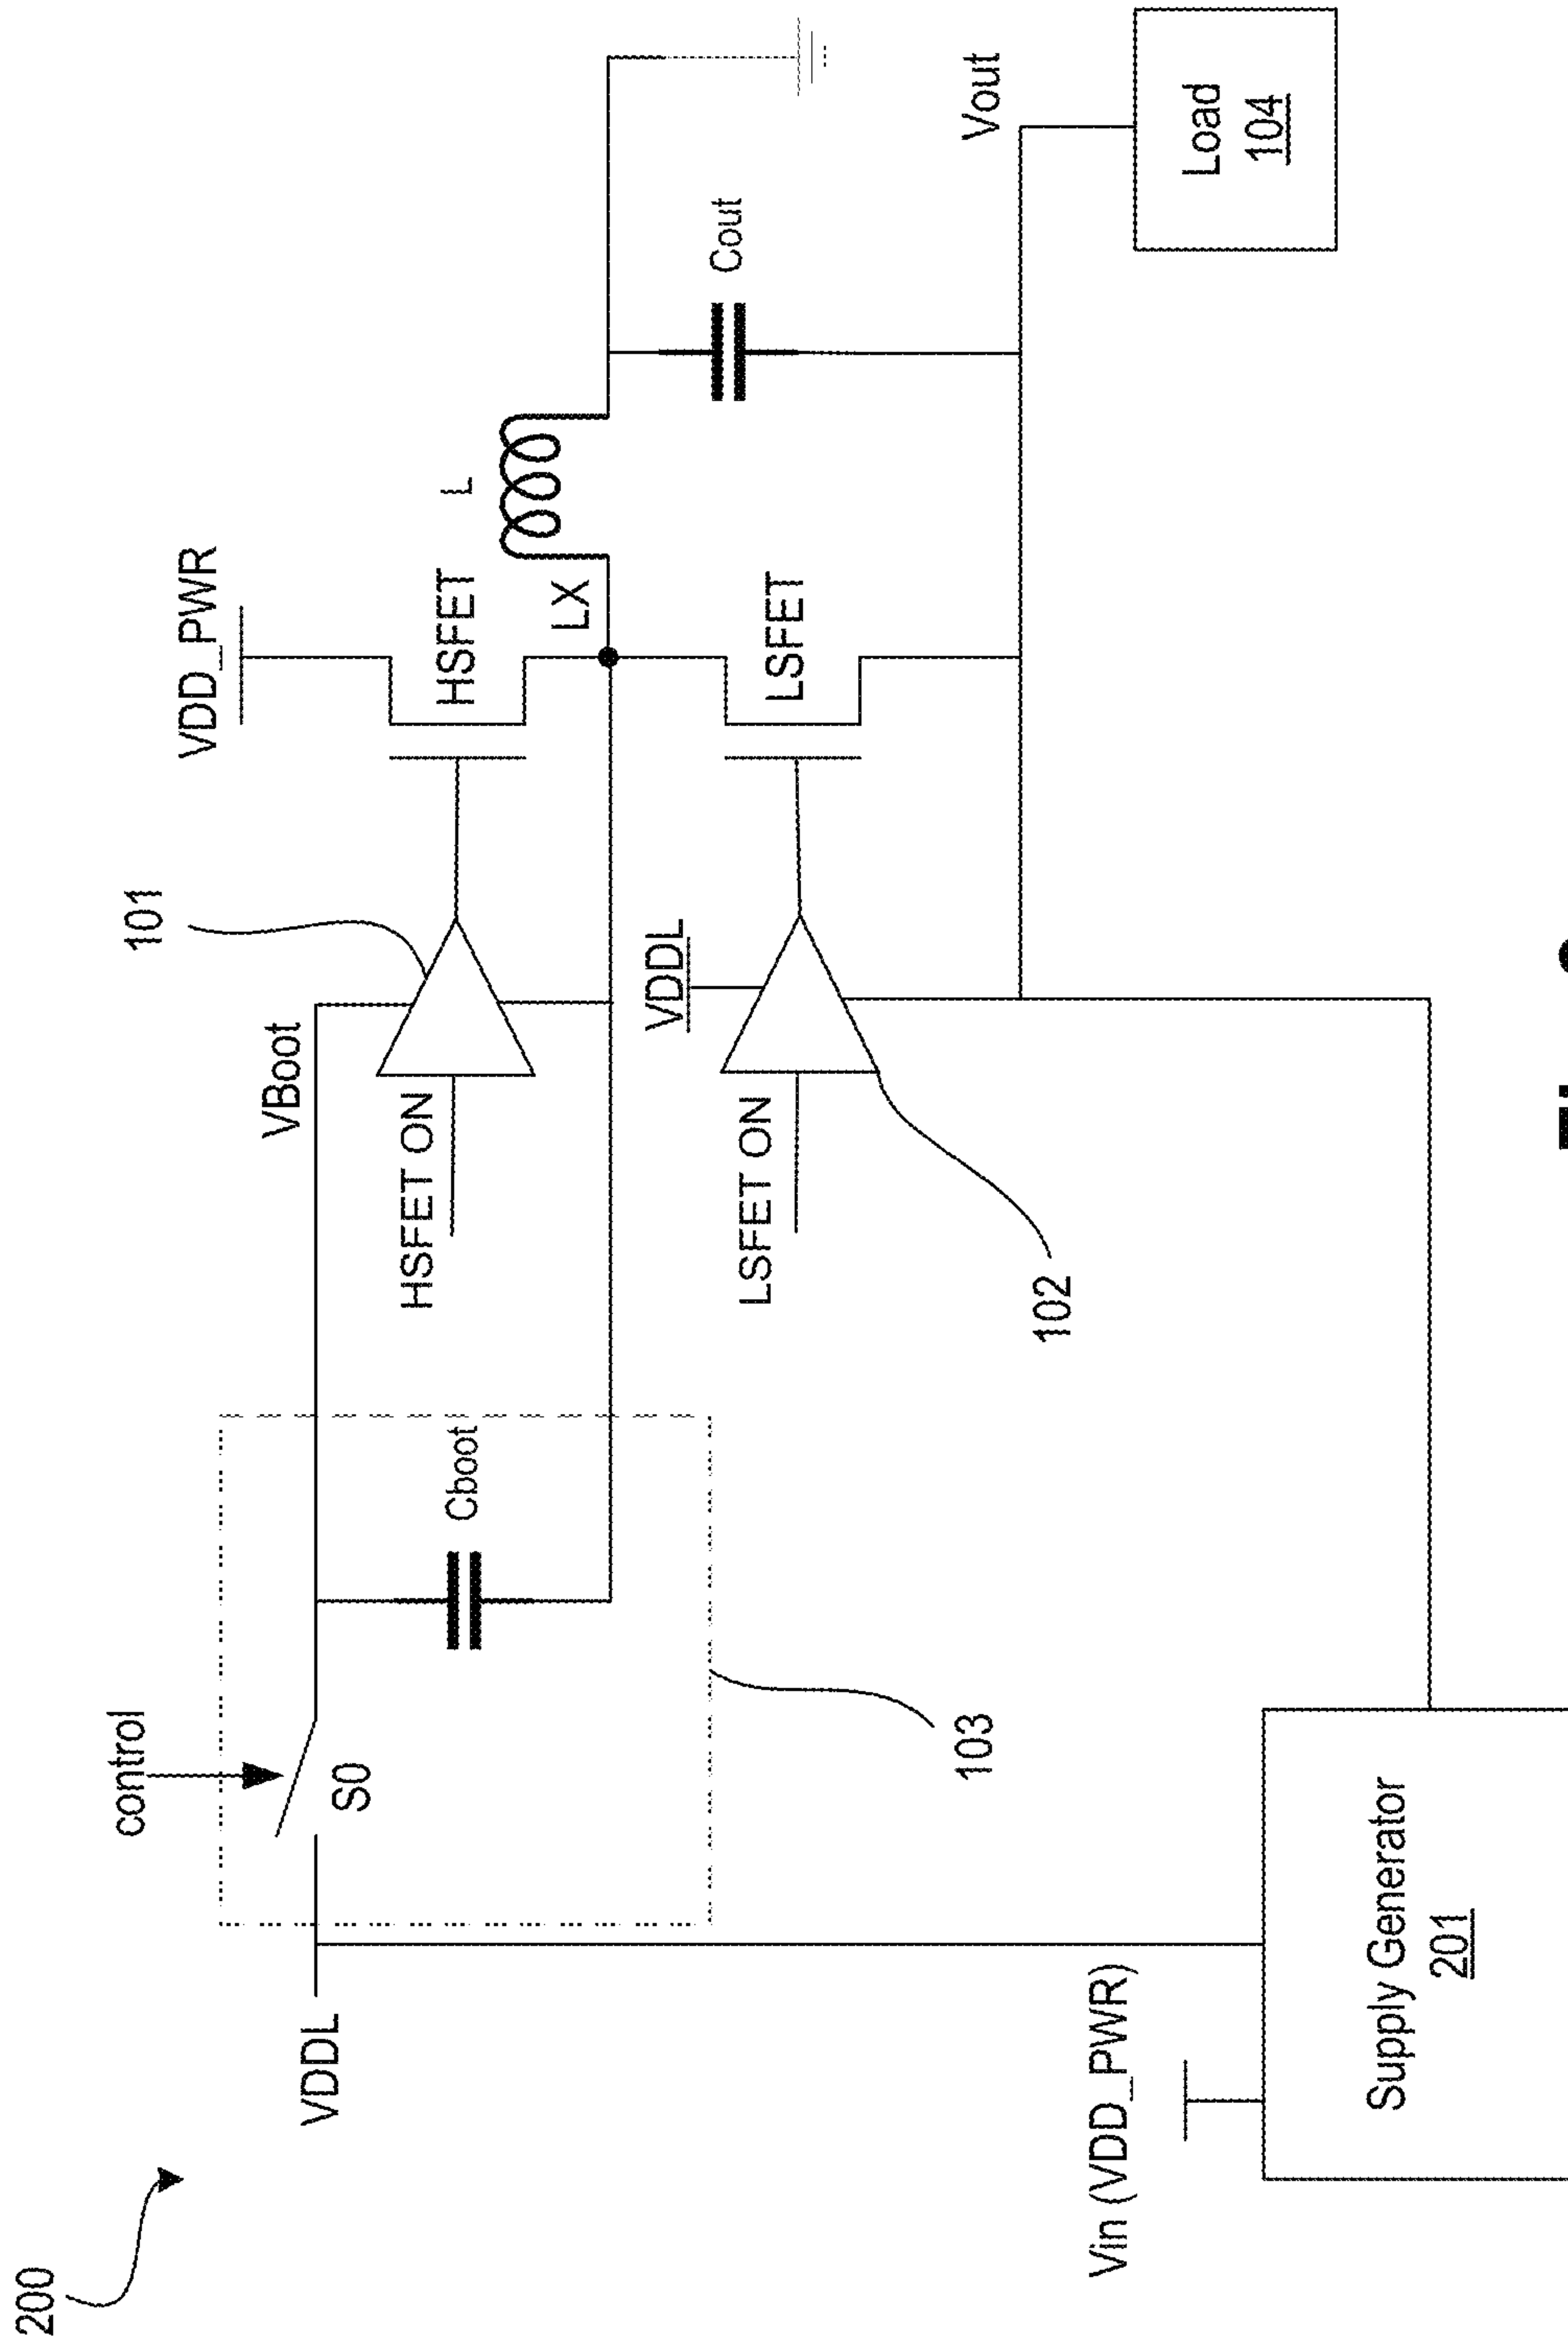 200
control
VDDL
S0
Cboot
103
VBoot
101
HSFET ON
VDD_PWR
HSFET
LX
L
VDDL
LSFET ON
102
LSFET
Cout
Vout
Load
104
Vin (VDD_PWR)
Supply Generator
201